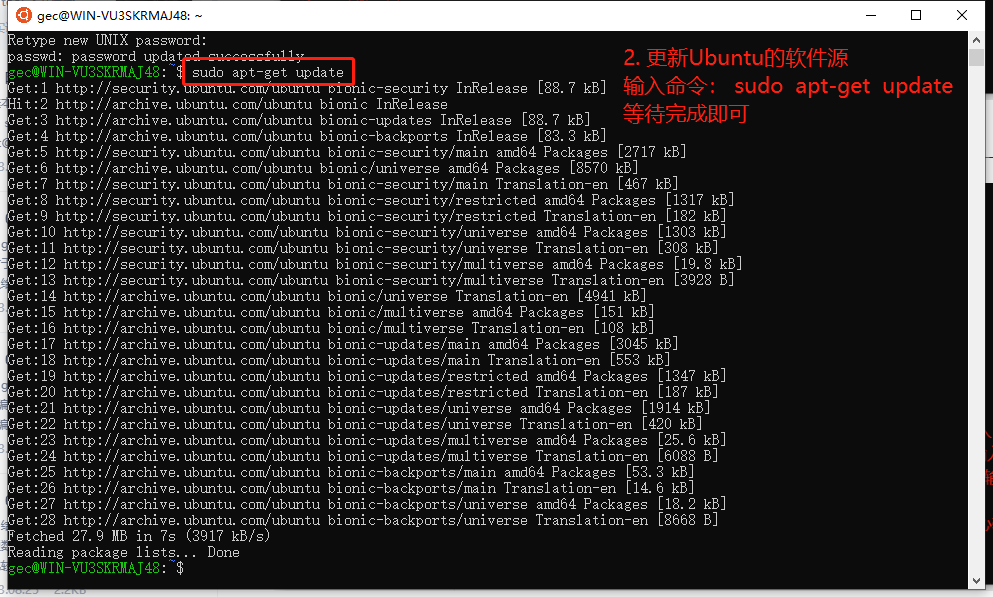 gec@WIN-VU3SKRMAJ48: ~
Retype new UNIX password:
passwd: password updated successfully
gec@WIN-VU3SKRMAJ48:~$ sudo apt-get update
Get:1 http://security.ubuntu.com/ubuntu bionic-security InRelease [88.7 kB]
Hit:2 http://archive.ubuntu.com/ubuntu bionic InRelease
Get:3 http://archive.ubuntu.com/ubuntu bionic-updates InRelease [88.7 kB]
Get:4 http://archive.ubuntu.com/ubuntu bionic-backports InRelease [83.3 kB]
Get:5 http://security.ubuntu.com/ubuntu bionic-security/main amd64 Packages [2717 kB]
Get:6 http://archive.ubuntu.com/ubuntu bionic/universe amd64 Packages [8570 kB]
Get:7 http://security.ubuntu.com/ubuntu bionic-security/main Translation-en [467 kB]
Get:8 http://security.ubuntu.com/ubuntu bionic-security/restricted amd64 Packages [1317 kB]
Get:9 http://security.ubuntu.com/ubuntu bionic-security/restricted Translation-en [182 kB]
Get:10 http://security.ubuntu.com/ubuntu bionic-security/universe amd64 Packages [1303 kB]
Get:11 http://security.ubuntu.com/ubuntu bionic-security/universe Translation-en [308 kB]
Get:12 http://security.ubuntu.com/ubuntu bionic-security/multiverse amd64 Packages [19.8 kB]
Get:13 http://security.ubuntu.com/ubuntu bionic-security/multiverse Translation-en [3928 B]
Get:14 http://archive.ubuntu.com/ubuntu bionic/universe Translation-en [4941 kB]
Get:15 http://archive.ubuntu.com/ubuntu bionic/multiverse amd64 Packages [151 kB]
Get:16 http://archive.ubuntu.com/ubuntu bionic/multiverse Translation-en [108 kB]
Get:17 http://archive.ubuntu.com/ubuntu bionic-updates/main amd64 Packages [3045 kB]
Get:18 http://archive.ubuntu.com/ubuntu bionic-updates/main Translation-en [553 kB]
Get:19 http://archive.ubuntu.com/ubuntu bionic-updates/restricted amd64 Packages [1347 kB]
Get:20 http://archive.ubuntu.com/ubuntu bionic-updates/restricted Translation-en [187 kB]
Get:21 http://archive.ubuntu.com/ubuntu bionic-updates/universe amd64 Packages [1914 kB]
Get:22 http://archive.ubuntu.com/ubuntu bionic-updates/universe Translation-en [420 kB]
Get:23 http://archive.ubuntu.com/ubuntu bionic-updates/multiverse amd64 Packages [25.6 kB]
Get:24 http://archive.ubuntu.com/ubuntu bionic-updates/multiverse Translation-en [6088 B]
Get:25 http://archive.ubuntu.com/ubuntu bionic-backports/main amd64 Packages [53.3 kB]
Get:26 http://archive.ubuntu.com/ubuntu bionic-backports/main Translation-en [14.6 kB]
Get:27 http://archive.ubuntu.com/ubuntu bionic-backports/universe amd64 Packages [18.2 kB]
Get:28 http://archive.ubuntu.com/ubuntu bionic-backports/universe Translation-en [8668 B]
Fetched 27.9 MB in 7s (3917 kB/s)
Reading package lists... Done
gec@WIN-VU3SKRMAJ48:~$
2. 更新Ubuntu的软件源
输入命令： sudo apt-get update
等待完成即可